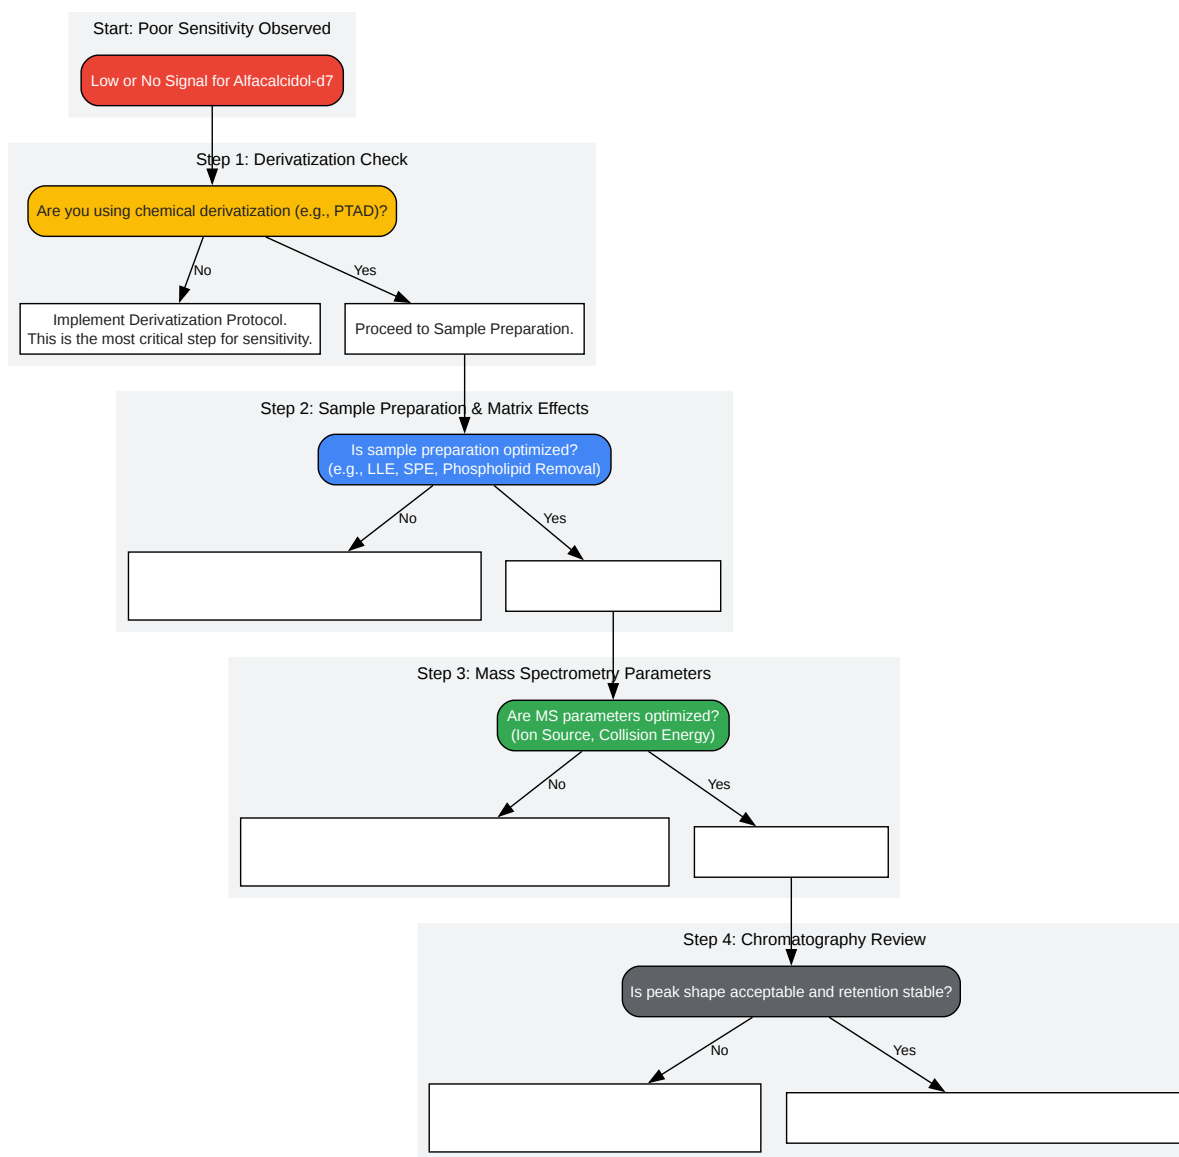 Start: Poor Sensitivity Observed
Low or No Signal for Alfacalcidol-d7
Step 1: Derivatization Check
Are you using chemical derivatization (e.g., PTAD)?
No
Yes
Implement Derivatization Protocol.
This is the most critical step for sensitivity.
Proceed to Sample Preparation.
Step 2: Sample Preparation & Matrix Effects
Is sample preparation optimized?
(e.g., LLE, SPE, Phospholipid Removal)
No
Yes
Step 3: Mass Spectrometry Parameters
Are MS parameters optimized?
(Ion Source, Collision Energy)
No
Yes
Step 4: Chromatography Review
Is peak shape acceptable and retention stable?
No
Yes